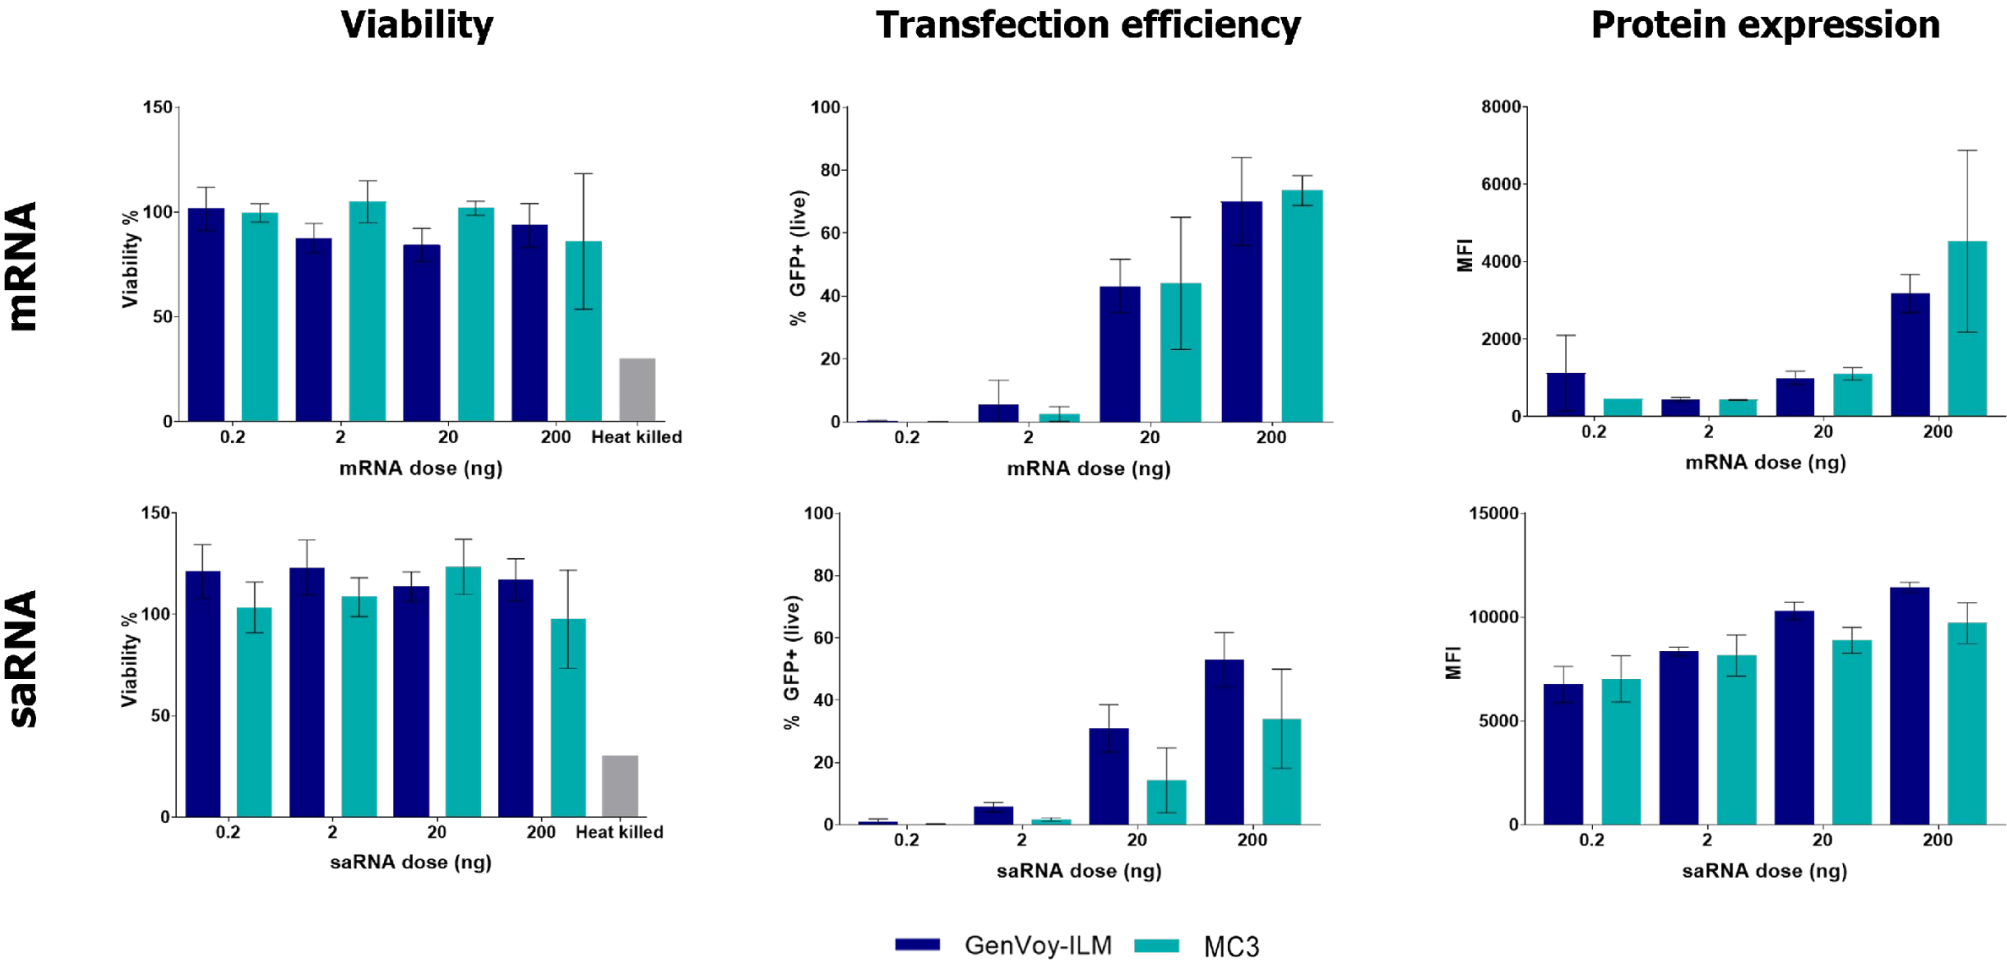 Viability
Transfection efficiency
Protein expression
mRNA
150
100
50
0
Viability %
0.2
2
20
200
Heat killed
mRNA dose (ng)
100
80
60
40
20
0
% GFP+ (live)
0.2
2
20
200
mRNA dose (ng)
8000
6000
4000
2000
0
MFI
0.2
2
20
200
mRNA dose (ng)
saRNA
150
100
50
0
Viability %
0.2
2
20
200
Heat killed
saRNA dose (ng)
100
80
60
40
20
0
% GFP+ (live)
0.2
2
20
200
saRNA dose (ng)
15000
10000
5000
0
MFI
0.2
2
20
200
saRNA dose (ng)
GenVoy-ILM
MC3